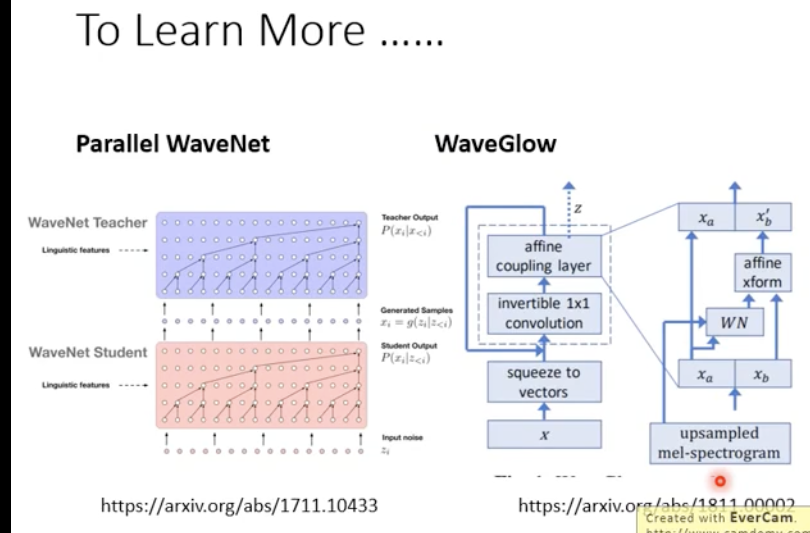 To Learn More ......
Parallel WaveNet
WaveNet Teacher
Linguistic features
Teacher Output
P(x_i|x_{<i})
Generated Samples
x_i = g(z_i|z_{<i})
WaveNet Student
Linguistic features
Student Output
P(x_i|z_{<i})
Input noise
z_i
https://arxiv.org/abs/1711.10433
WaveGlow
z
affine
coupling layer
invertible 1x1
convolution
squeeze to
vectors
x
x_a
x'_b
affine
xform
WN
x_a
x_b
upsampled
mel-spectrogram
https://arxiv.org/abs/1811.00002
Created with EverCam.